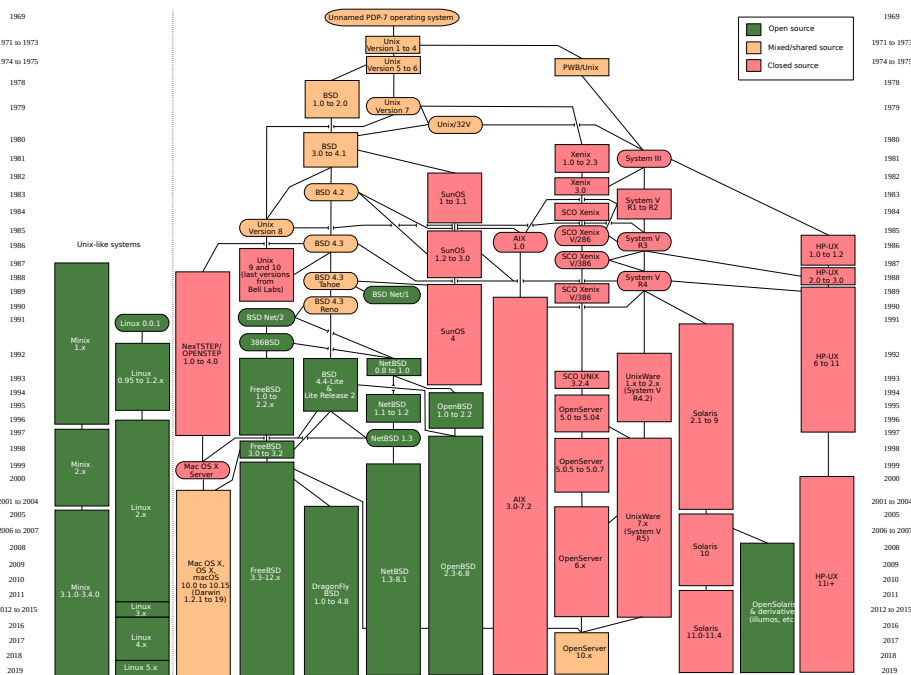 Unnamed PDP-7 operating system
1969
1969
Open source
Mixed/shared source
Closed source
1971 to 1973
Unix
Version 1 to 4
1971 to 1973
1974 to 1975
Unix
Version 5 to 6
PWB/Unix
1974 to 1975
1978
BSD
1.0 to 2.0
1978
1979
Unix
Version 7
1979
Unix/32V
1980
BSD
3.0 to 4.1
1980
1981
Xenix
1.0 to 2.3
System III
1981
1982
1982
1983
BSD 4.2
SunOS
1 to 1.1
Xenix
3.0
System V
R1 to R2
1983
1984
SCO Xenix
1984
1985
Unix
Version 8
SCO Xenix
V/286
1985
Unix-like systems
1986
BSD 4.3
SunOS
1.2 to 3.0
AIX
1.0
System V
R3
HP-UX
1.0 to 1.2
1986
1987
Unix
9 and 10
(last versions
from
Bell Labs)
SCO Xenix
V/386
1987
1988
BSD 4.3
Tahoe
System V
R4
HP-UX
2.0 to 3.0
1988
1989
BSD Net/1
SCO Xenix
V/386
1989
1990
BSD 4.3
Reno
1990
1991
Linux 0.0.1
BSD Net/2
1991
Minix
1.x
NexTSTEP/
OPENSTEP
1.0 to 4.0
386BSD
SunOS
4
1992
NetBSD
0.8 to 1.0
UnixWare
1.x to 2.x
(System V
R4.2)
HP-UX
6 to 11
1992
1993
Linux
0.95 to 1.2.x
BSD
4.4-Lite
&
Lite Release 2
SCO UNIX
3.2.4
1993
1994
FreeBSD
1.0 to
2.2.x
1994
1995
NetBSD
1.1 to 1.2
OpenBSD
1.0 to 2.2
OpenServer
5.0 to 5.04
Solaris
2.1 to 9
1995
1996
1996
1997
NetBSD 1.3
1997
1998
FreeBSD
3.0 to 3.2
1998
1999
Minix
2.x
Mac OS X
Server
OpenServer
5.0.5 to 5.0.7
1999
2000
2000
2001 to 2004
Linux
2.x
AIX
3.0-7.2
2001 to 2004
2005
2005
2006 to 2007
UnixWare
7.x
(System V
R5)
2006 to 2007
2008
Solaris
10
2008
2009
Mac OS X,
OS X,
macOS
10.0 to 10.15
(Darwin
1.2.1 to 19)
OpenServer
6.x
2009
2010
Minix
3.1.0-3.4.0
FreeBSD
3.3-12.x
DragonFly
BSD
1.0 to 4.8
NetBSD
1.3-8.1
OpenBSD
2.3-6.8
HP-UX
11i+
2010
2011
2011
2012 to 2015
Linux
3.x
OpenSolaris
& derivatives
(illumos, etc.
2012 to 2015
2016
2016
2017
Linux
4.x
Solaris
11.0-11.4
2017
2018
OpenServer
10.x
2018
2019
Linux 5.x
2019